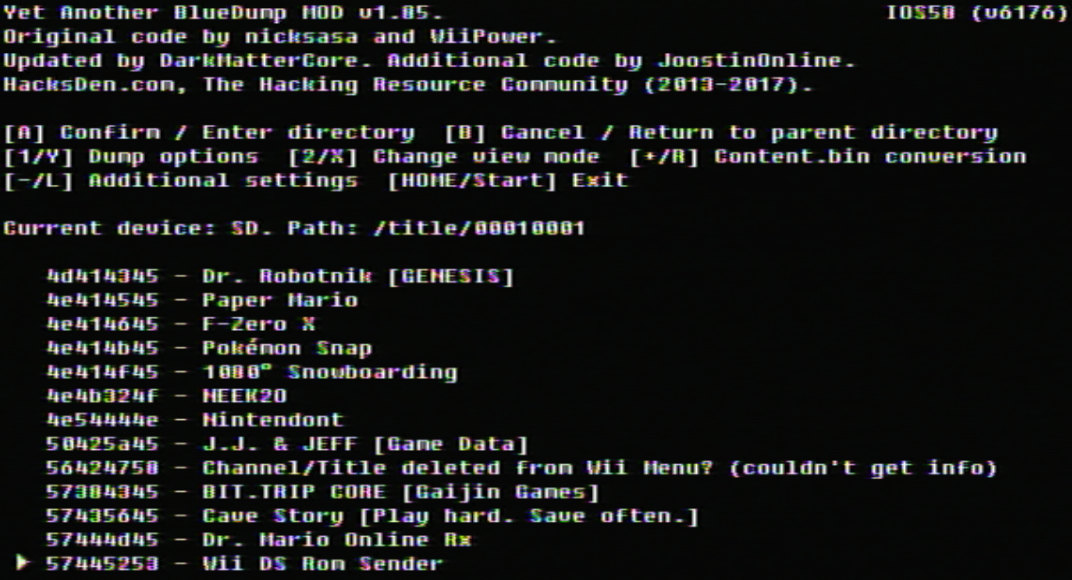 Yet Another BlueDump MOD v1.85. IOS58 (v6176)
Original code by nicksasa and WiiPower.
Updated by DarkMatterCore. Additional code by JoostinOnline.
HacksDen.com, The Hacking Resource Community (2013-2017).
[A] Confirm / Enter directory [B] Cancel / Return to parent directory
[1/Y] Dump options [2/X] Change view mode [+/R] Content.bin conversion
[-/L] Additional settings [HOME/Start] Exit
Current device: SD. Path: /title/00010001
4d414345 - Dr. Robotnik [GENESIS]
4e414545 - Paper Mario
4e414645 - F-Zero X
4e414b45 - Pokémon Snap
4e414f45 - 1080° Snowboarding
4e4b324f - NEEK2O
4e54444e - Nintendont
50425a45 - J.J. & JEFF [Game Data]
56424750 - Channel/Title deleted from Wii Menu? (couldn't get info)
57384345 - BIT.TRIP CORE [Gaijin Games]
57435645 - Cave Story [Play hard. Save often.]
57444d45 - Dr. Mario Online Rx
57445253 - Wii DS Rom Sender